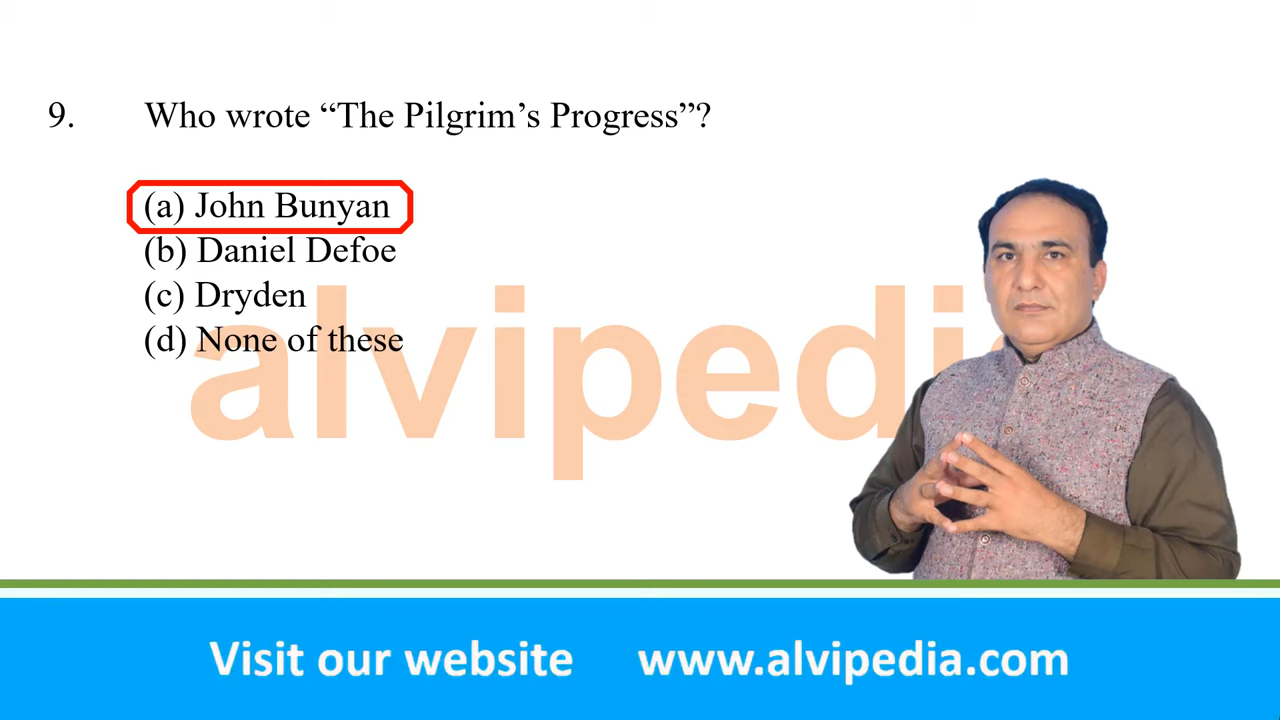 9. Who wrote “The Pilgrim’s Progress”?
(a) John Bunyan
(b) Daniel Defoe
(c) Dryden
(d) None of these
alvipedia
Visit our website www.alvipedia.com